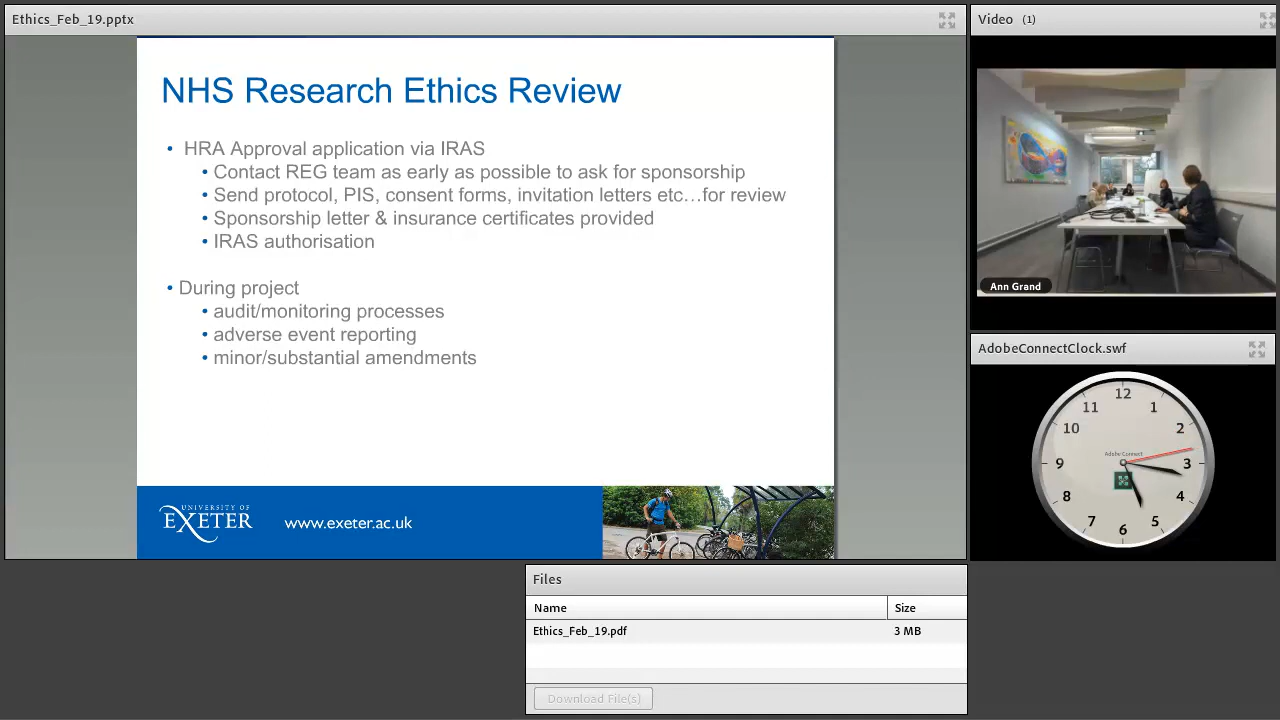 Ethics_Feb_19.pptx
NHS Research Ethics Review
• HRA Approval application via IRAS
• Contact REG team as early as possible to ask for sponsorship
• Send protocol, PIS, consent forms, invitation letters etc…for review
• Sponsorship letter & insurance certificates provided
• IRAS authorisation
• During project
• audit/monitoring processes
• adverse event reporting
• minor/substantial amendments
UNIVERSITY OF
EXETER
www.exeter.ac.uk
Video (1)
Ann Grand
AdobeConnectClock.swf
12
1
2
3
4
5
6
7
8
9
10
11
Adobe Connect
Files
Name Size
Ethics_Feb_19.pdf 3 MB
Download File(s)